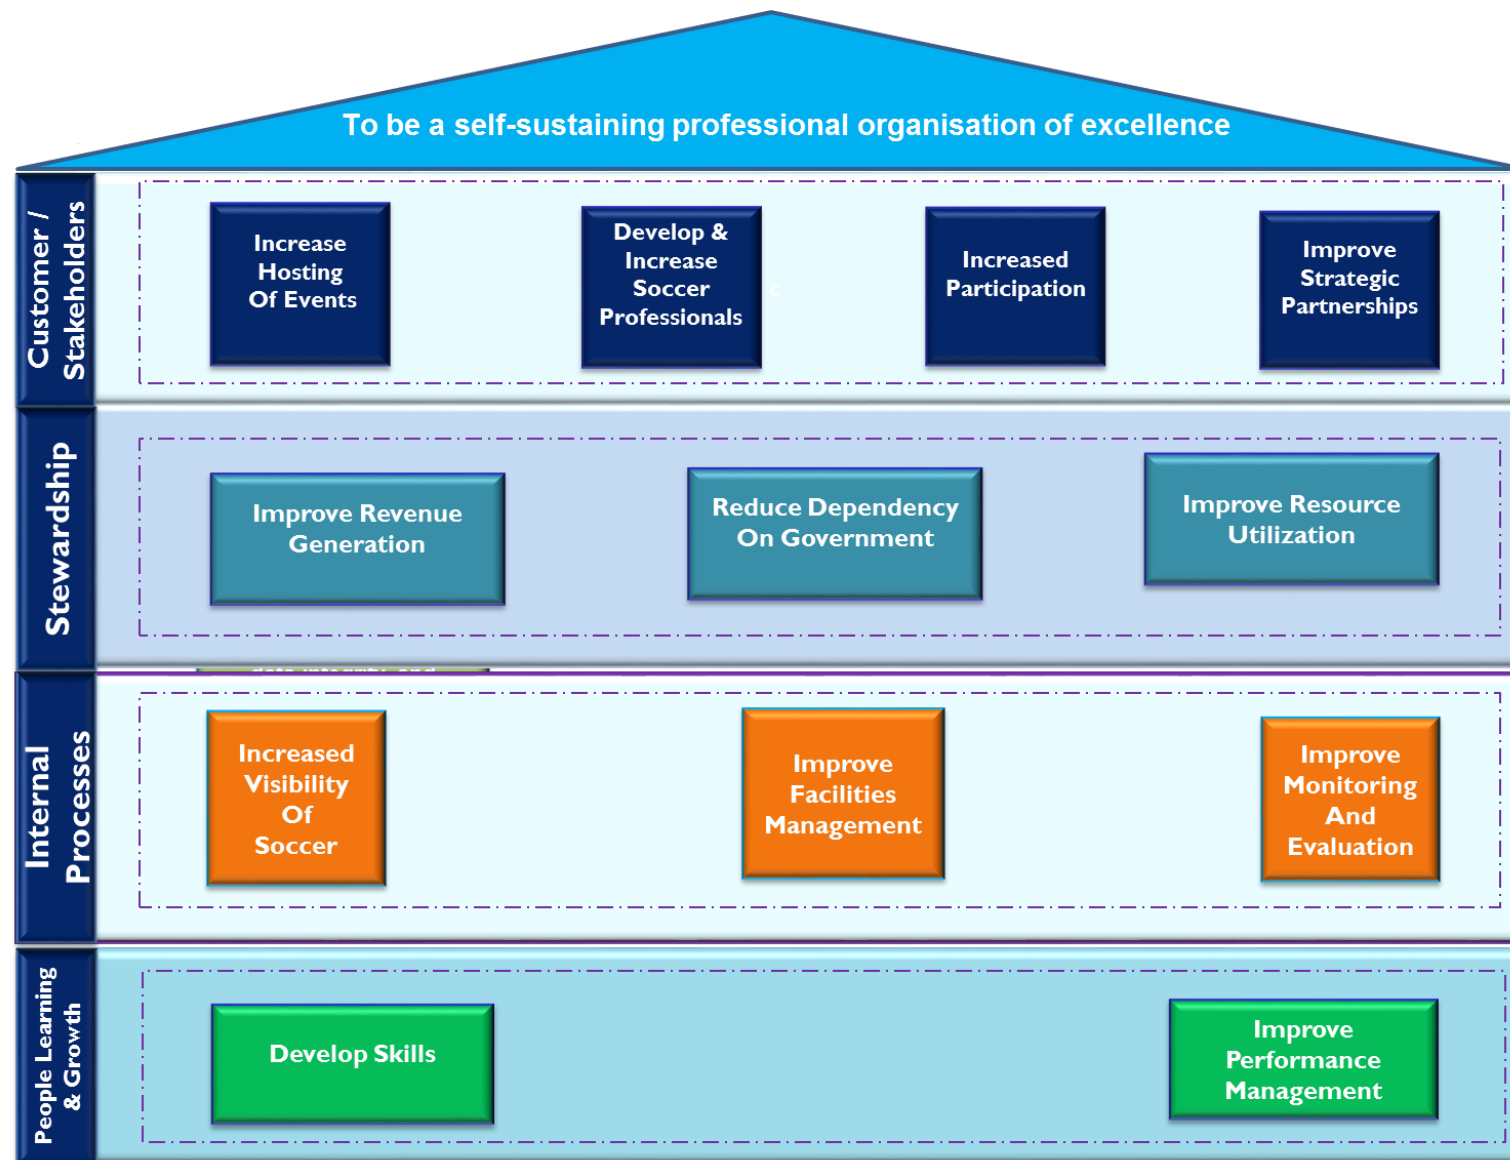 To be a self-sustaining professional organisation of excellence
Customer /
Stakeholders
Increase
Hosting
Of Events
Develop &
Increase
Soccer
Professionals
Increased
Participation
Improve
Strategic
Partnerships
Stewardship
Improve Revenue
Generation
Reduce Dependency
On Government
Improve Resource
Utilization
Internal
Processes
Increased
Visibility
Of
Soccer
Improve
Facilities
Management
Improve
Monitoring
And
Evaluation
People Learning
& Growth
Develop Skills
Improve
Performance
Management